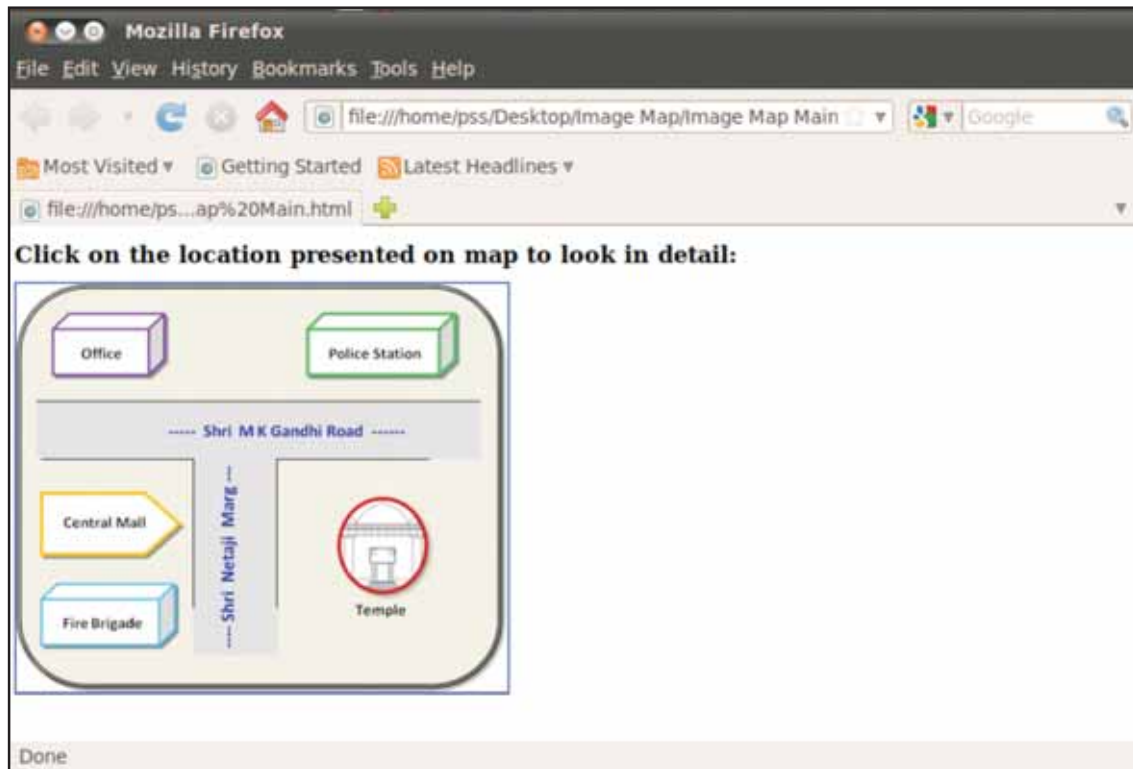 Mozilla Firefox
File Edit View History Bookmarks Tools Help
file:///home/pss/Desktop/Image Map/Image Map Main
Google
Most Visited Getting Started Latest Headlines
file:///home/ps...ap%20Main.html
Click on the location presented on map to look in detail:
Office
Police Station
----- Shri M K Gandhi Road ------
Central Mall
---- Shri Netaji Marg ---
Fire Brigade
Temple
Done